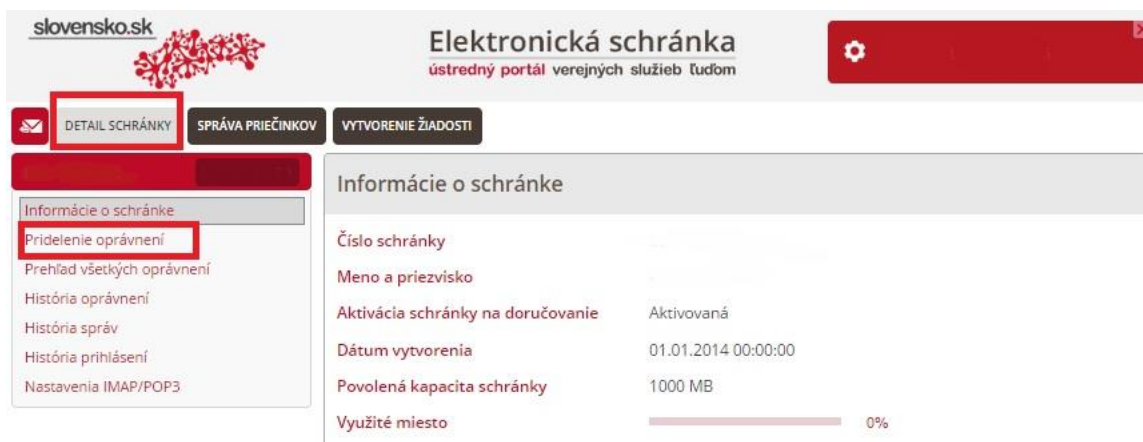 slovensko.sk
Elektronická schránka
ústredný portál verejných služieb ľuďom
DETAIL SCHRÁNKY SPRÁVA PRIEČINKOV VYTVORENIE ŽIADOSTI
Informácie o schránke
Pridelenie oprávnení
Prehľad všetkých oprávnení
História oprávnení
História správ
História prihlásení
Nastavenia IMAP/POP3
Informácie o schránke
Číslo schránky
Meno a priezvisko
Aktivácia schránky na doručovanie Aktivovaná
Dátum vytvorenia 01.01.2014 00:00:00
Povolená kapacita schránky 1000 MB
Využité miesto 0%